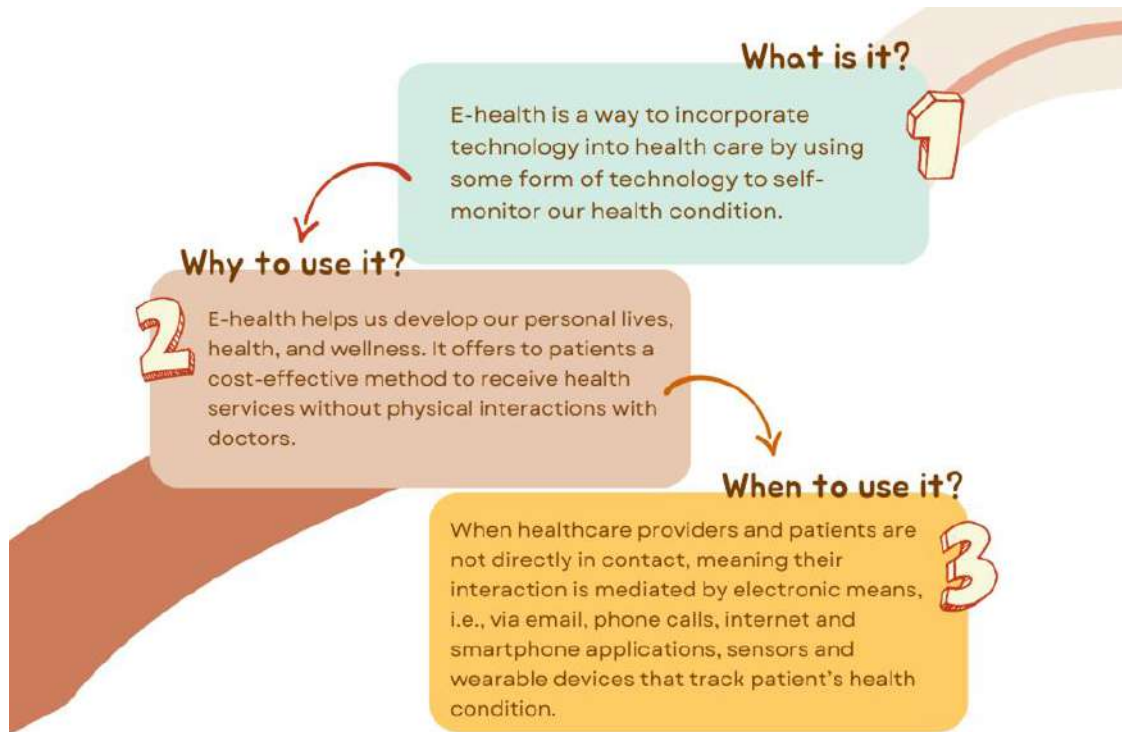 What is it?
1
E-health is a way to incorporate
technology into health care by using
some form of technology to self-
monitor our health condition.
Why to use it?
2
E-health helps us develop our personal lives,
health, and wellness. It offers to patients a
cost-effective method to receive health
services without physical interactions with
doctors.
When to use it?
3
When healthcare providers and patients are
not directly in contact, meaning their
interaction is mediated by electronic means,
i.e., via email, phone calls, internet and
smartphone applications, sensors and
wearable devices that track patient's health
condition.